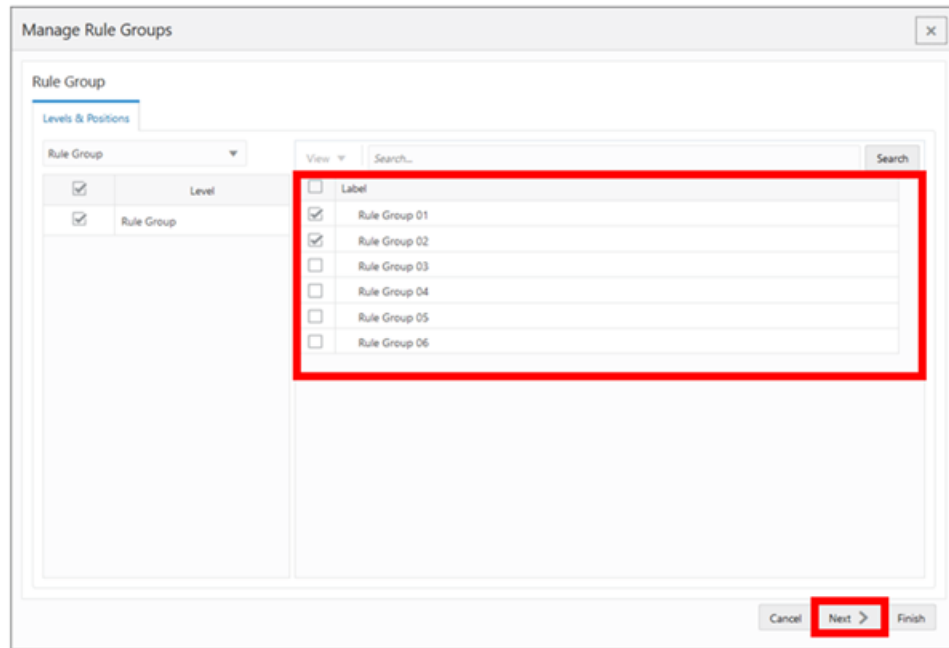 Manage Rule Groups
Rule Group
Levels & Positions
Rule Group
View Search... Search
Level
Label
Rule Group
Rule Group 01
Rule Group 02
Rule Group 03
Rule Group 04
Rule Group 05
Rule Group 06
Cancel Next Finish